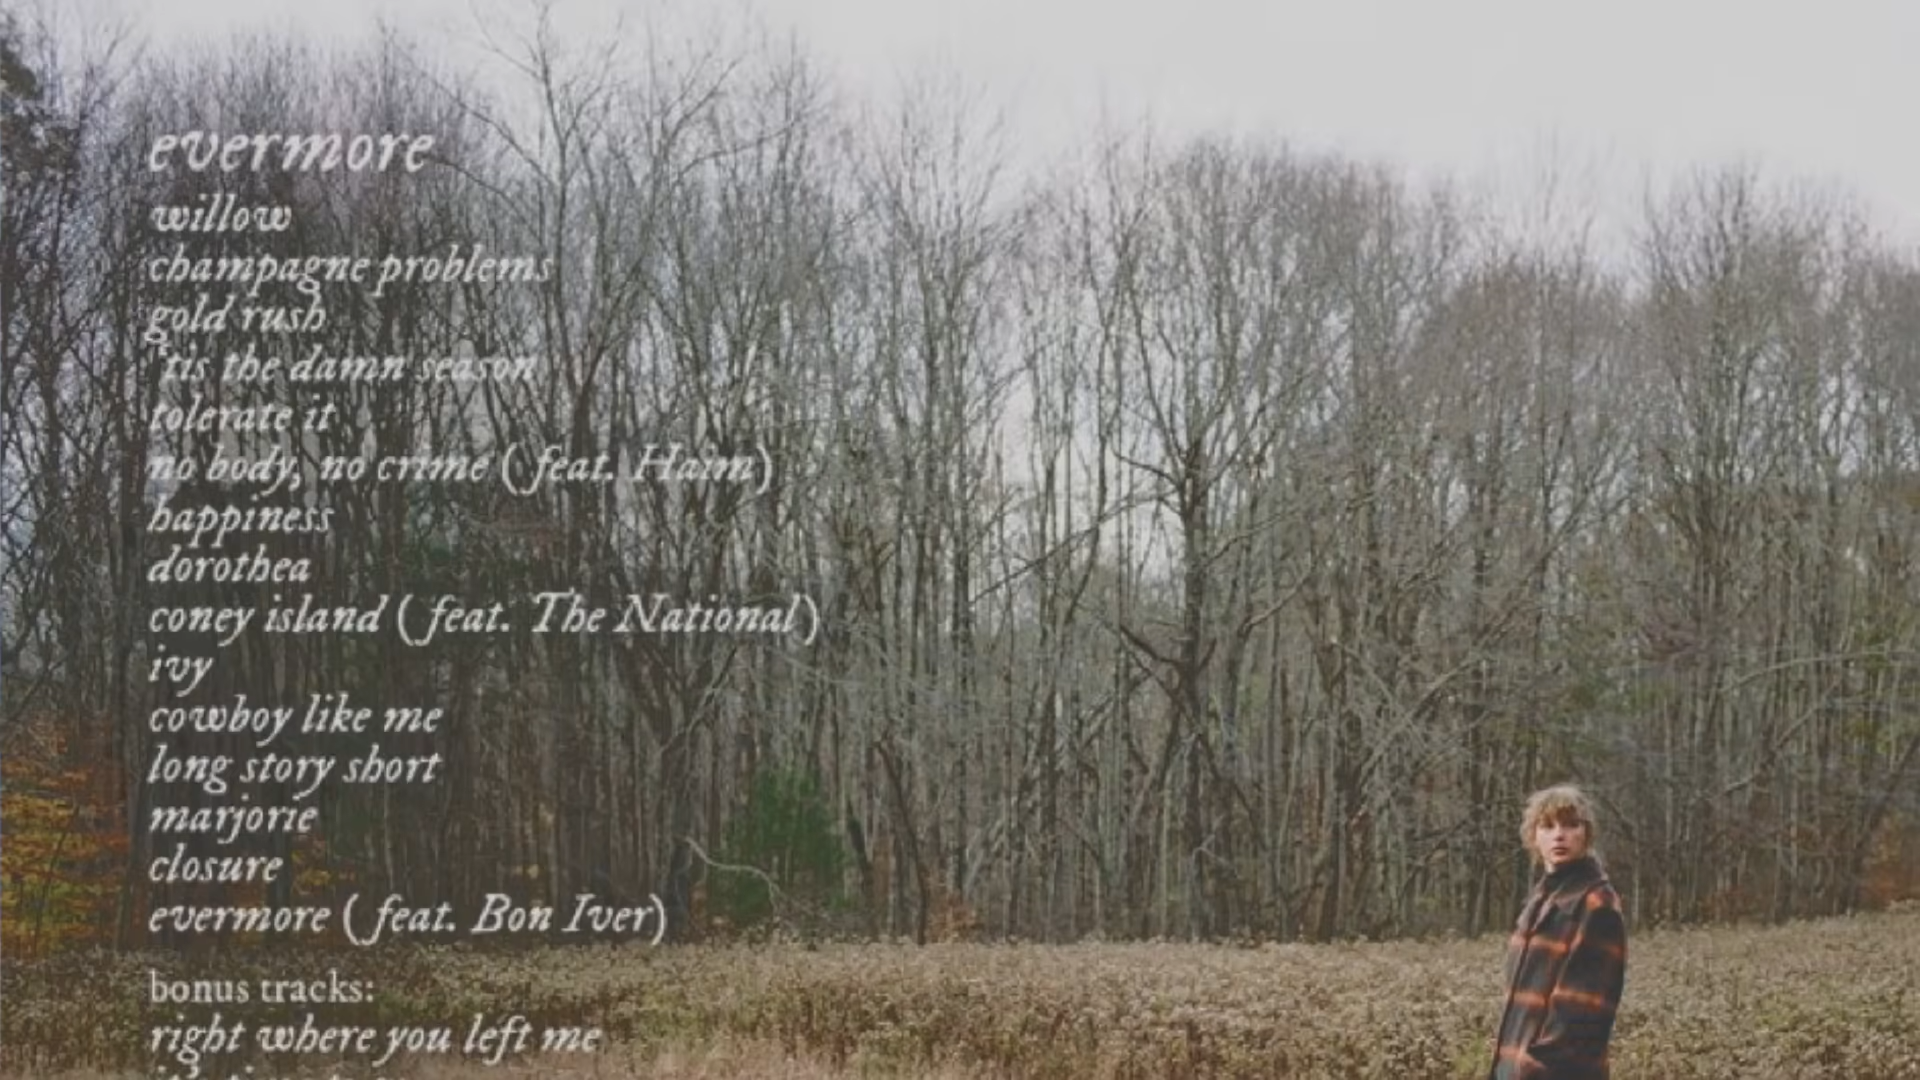 evermore
willow
champagne problems
gold rush
'tis the damn season
tolerate it
no body, no crime ( feat. Haim)
happiness
dorothea
coney island ( feat. The National)
ivy
cowboy like me
long story short
marjorie
closure
evermore ( feat. Bon Iver)
bonus tracks:
right where you left me